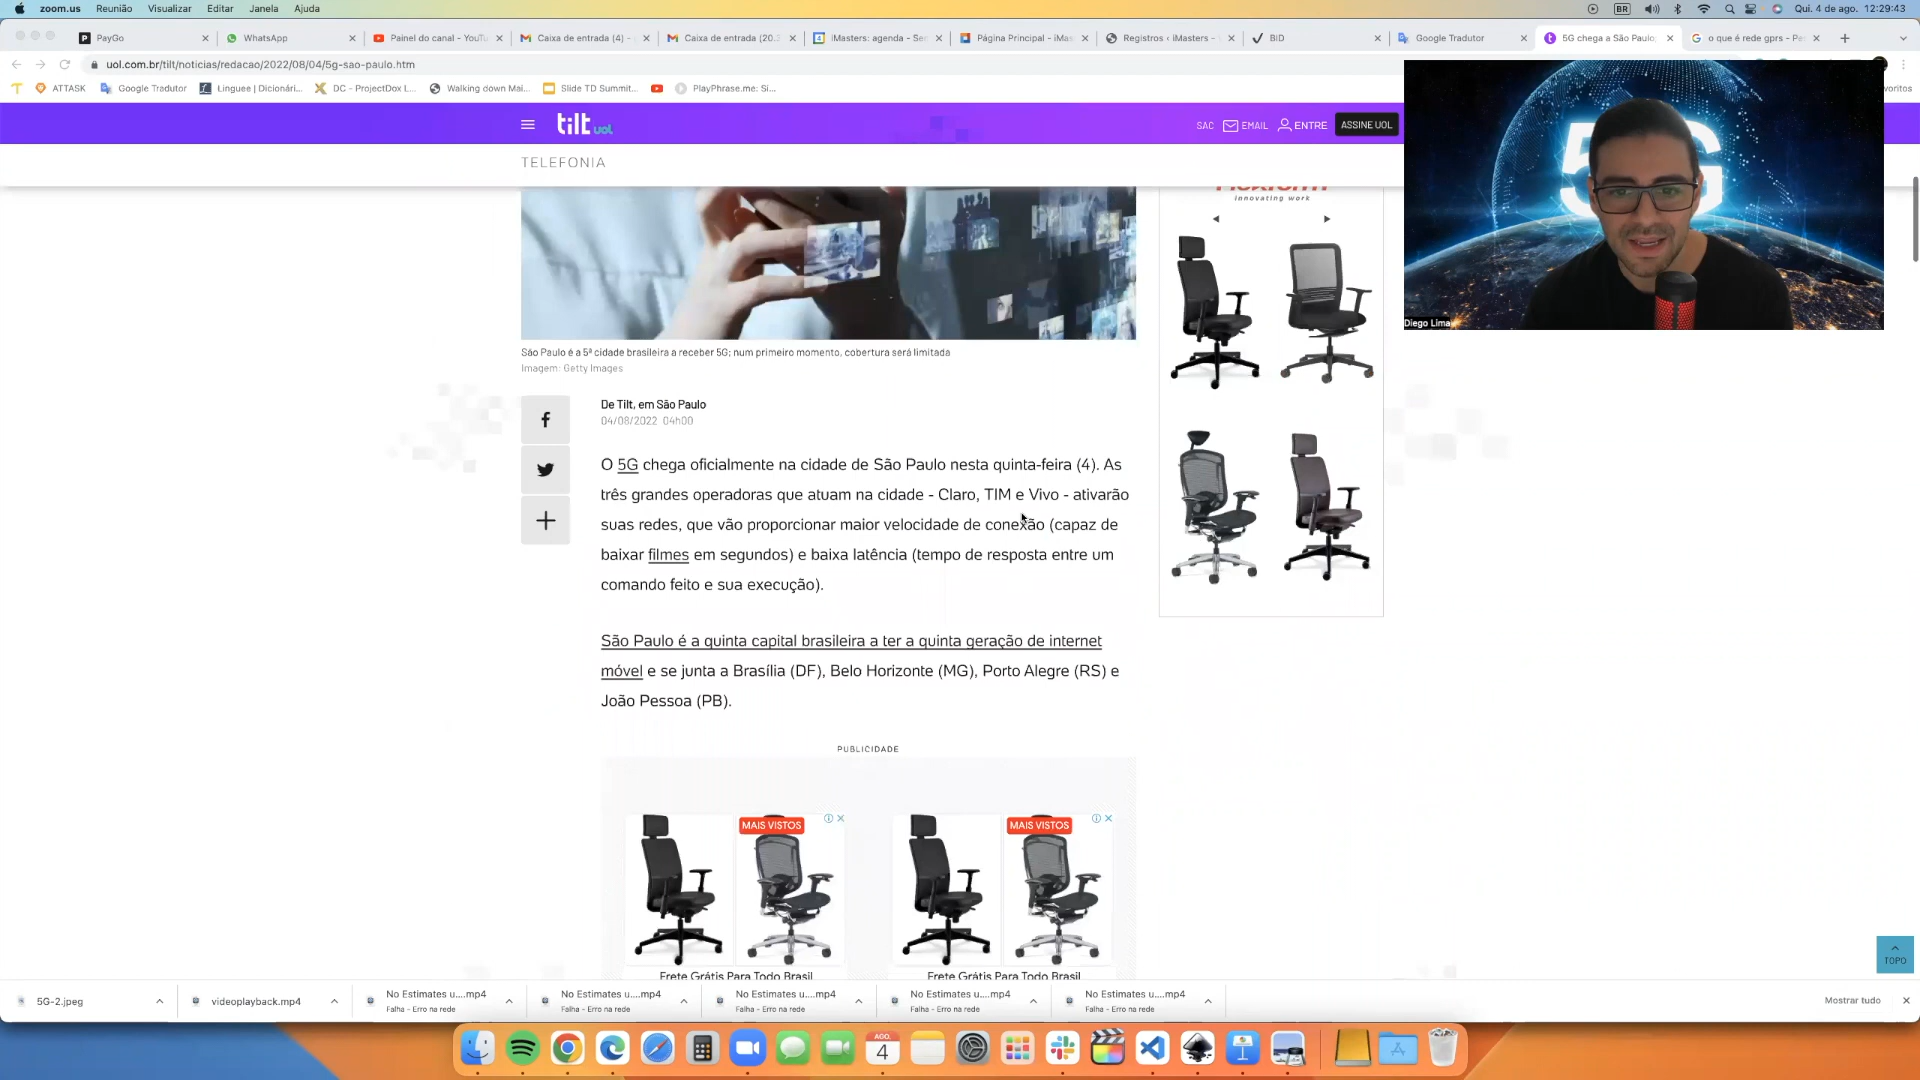 zoom.us Reunião Visualizar Editar Janela Ajuda BR Qui. 4 de ago. 12:29:43
PayGo WhatsApp Painel do canal - YouTu Caixa de entrada (4) - Caixa de entrada (20. iMasters: agenda - Ser Página Principal - iMas Registros ‹ iMasters - BID Google Tradutor 5G chega a São Paulo o que é rede gprs - Pe
uol.com.br/tilt/noticias/redacao/2022/08/04/5g-sao-paulo.htm
ATTASK Google Tradutor Linguee | Dicionári... DC - ProjectDox L... Walking down Mai... Slide TD Summit... PlayPhrase.me: Si... voritos
tilt uol SAC EMAIL ENTRE ASSINE UOL
5G
TELEFONIA
innovating work
Diego Lima
São Paulo é a 5ª cidade brasileira a receber 5G; num primeiro momento, cobertura será limitada
Imagem: Getty Images
De Tilt, em São Paulo
04/08/2022 04h00
O 5G chega oficialmente na cidade de São Paulo nesta quinta-feira (4). As
três grandes operadoras que atuam na cidade - Claro, TIM e Vivo - ativarão
suas redes, que vão proporcionar maior velocidade de conexão (capaz de
baixar filmes em segundos) e baixa latência (tempo de resposta entre um
comando feito e sua execução).
São Paulo é a quinta capital brasileira a ter a quinta geração de internet
móvel e se junta a Brasília (DF), Belo Horizonte (MG), Porto Alegre (RS) e
João Pessoa (PB).
PUBLICIDADE
MAIS VISTOS MAIS VISTOS
Frete Grátis Para Todo Brasil Frete Grátis Para Todo Brasil
TOPO
5G-2.jpeg videoplayback.mp4 No Estimates u....mp4 No Estimates u....mp4 No Estimates u....mp4 No Estimates u....mp4 No Estimates u....mp4 Mostrar tudo
Falha - Erro na rede Falha - Erro na rede Falha - Erro na rede Falha - Erro na rede Falha - Erro na rede
AGO.
4